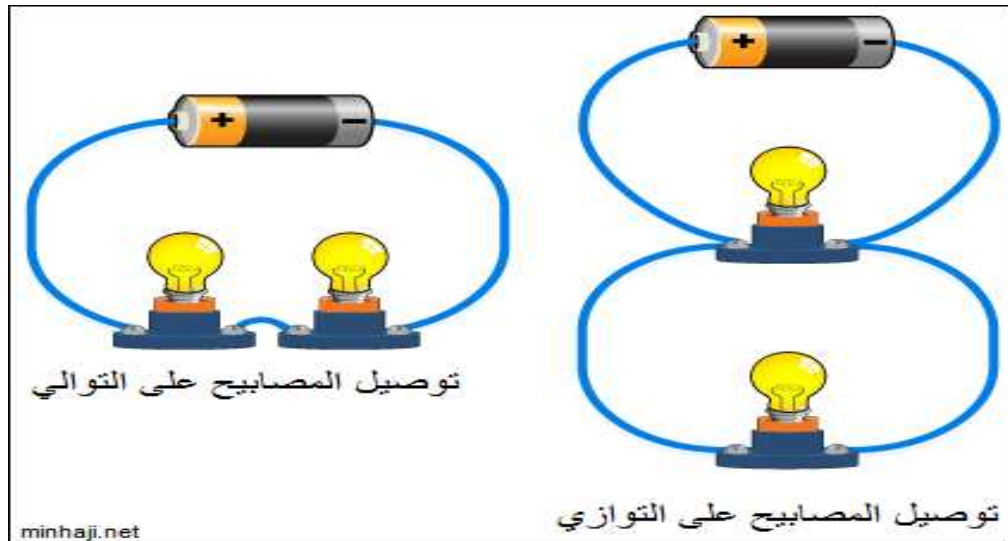 + −
+ −
توصيل المصابيح على التوالي
توصيل المصابيح على التوازي
minhaji.net